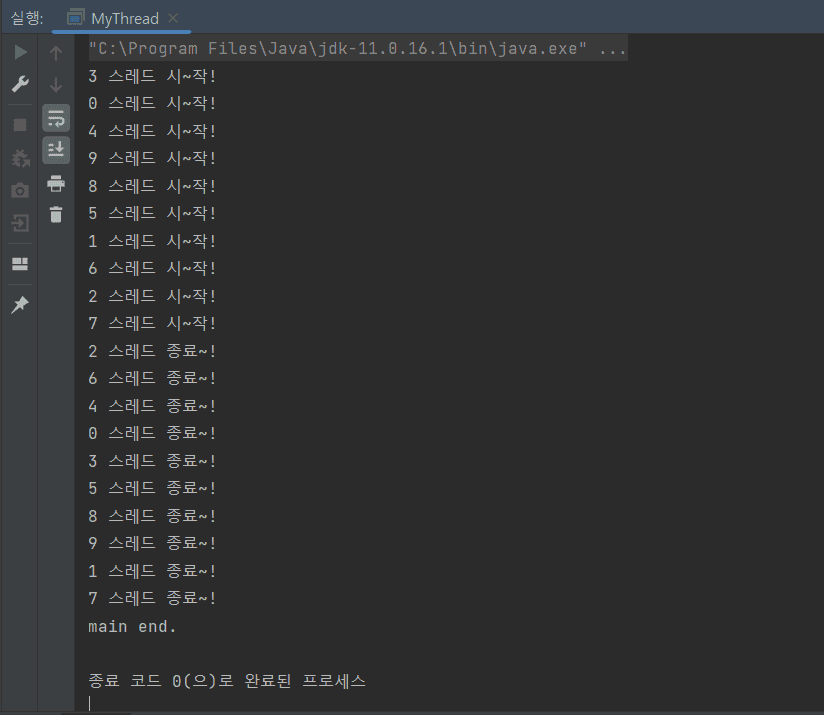 실행: MyThread
"C:\Program Files\Java\jdk-11.0.16.1\bin\java.exe" ...
3 스레드 시~작!
0 스레드 시~작!
4 스레드 시~작!
9 스레드 시~작!
8 스레드 시~작!
5 스레드 시~작!
1 스레드 시~작!
6 스레드 시~작!
2 스레드 시~작!
7 스레드 시~작!
2 스레드 종료~!
6 스레드 종료~!
4 스레드 종료~!
0 스레드 종료~!
3 스레드 종료~!
5 스레드 종료~!
8 스레드 종료~!
9 스레드 종료~!
1 스레드 종료~!
7 스레드 종료~!
main end.
종료 코드 0(으)로 완료된 프로세스